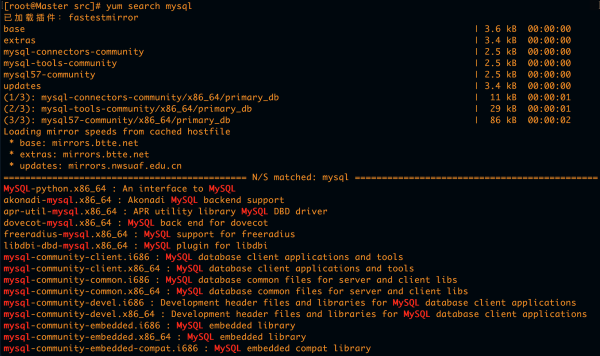 [root@Master src]# yum search mysql
已加载插件：fastestmirror
base | 3.6 kB 00:00:00
extras | 3.4 kB 00:00:00
mysql-connectors-community | 2.5 kB 00:00:00
mysql-tools-community | 2.5 kB 00:00:00
mysql57-community | 2.5 kB 00:00:00
updates | 3.4 kB 00:00:00
(1/3): mysql-connectors-community/x86_64/primary_db | 11 kB 00:00:01
(2/3): mysql-tools-community/x86_64/primary_db | 29 kB 00:00:01
(3/3): mysql57-community/x86_64/primary_db | 86 kB 00:00:02
Loading mirror speeds from cached hostfile
* base: mirrors.btte.net
* extras: mirrors.btte.net
* updates: mirrors.nwsuaf.edu.cn
============================================== N/S matched: mysql ==============================================
MySQL-python.x86_64 : An interface to MySQL
akonadi-mysql.x86_64 : Akonadi MySQL backend support
apr-util-mysql.x86_64 : APR utility library MySQL DBD driver
dovecot-mysql.x86_64 : MySQL back end for dovecot
freeradius-mysql.x86_64 : MySQL support for freeradius
libdbi-dbd-mysql.x86_64 : MySQL plugin for libdbi
mysql-community-client.i686 : MySQL database client applications and tools
mysql-community-client.x86_64 : MySQL database client applications and tools
mysql-community-common.i686 : MySQL database common files for server and client libs
mysql-community-common.x86_64 : MySQL database common files for server and client libs
mysql-community-devel.i686 : Development header files and libraries for MySQL database client applications
mysql-community-devel.x86_64 : Development header files and libraries for MySQL database client applications
mysql-community-embedded.i686 : MySQL embedded library
mysql-community-embedded.x86_64 : MySQL embedded library
mysql-community-embedded-compat.i686 : MySQL embedded compat library